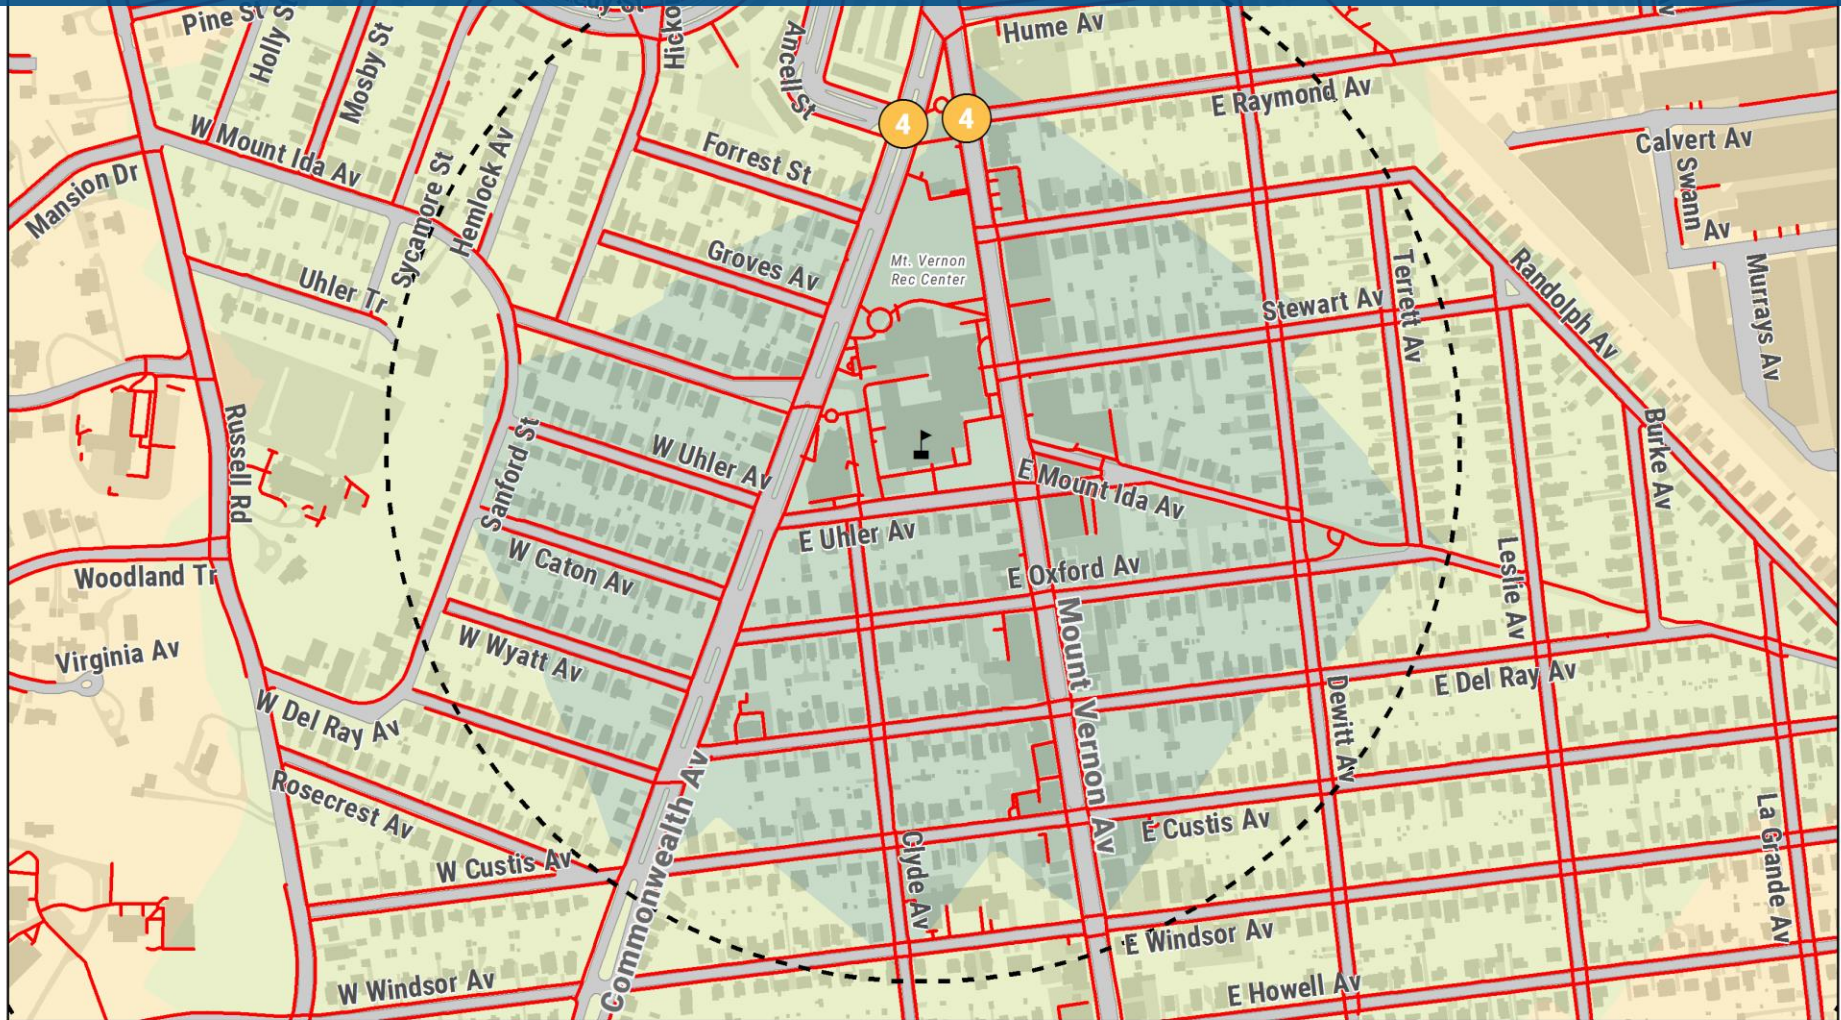 Pine St
Holly St
Mosby St
Ancell St
Hume Av
E Raymond Av
Calvert Av
Swann
Av
Mansion Dr
W Mount Ida Av
Sycamore St
Hemlock Av
Forrest St
4
4
Groves Av
Mt. Vernon
Rec Center
Uhler Tr
Stewart Av
Terrett Av
Randolph Av
Murrays Av
Russell Rd
Sanford St
W Uhler Av
E Mount Ida Av
Burke Av
W Caton Av
E Uhler Av
E Oxford Av
Leslie Av
Woodland Tr
Virginia Av
W Wyatt Av
Mount Vernon Av
Dewitt Av
E Del Ray Av
W Del Ray Av
Rosecrest Av
W Custis Av
Commonwealth Av
Clyde Av
E Custis Av
La Grande Av
E Windsor Av
W Windsor Av
E Howell Av